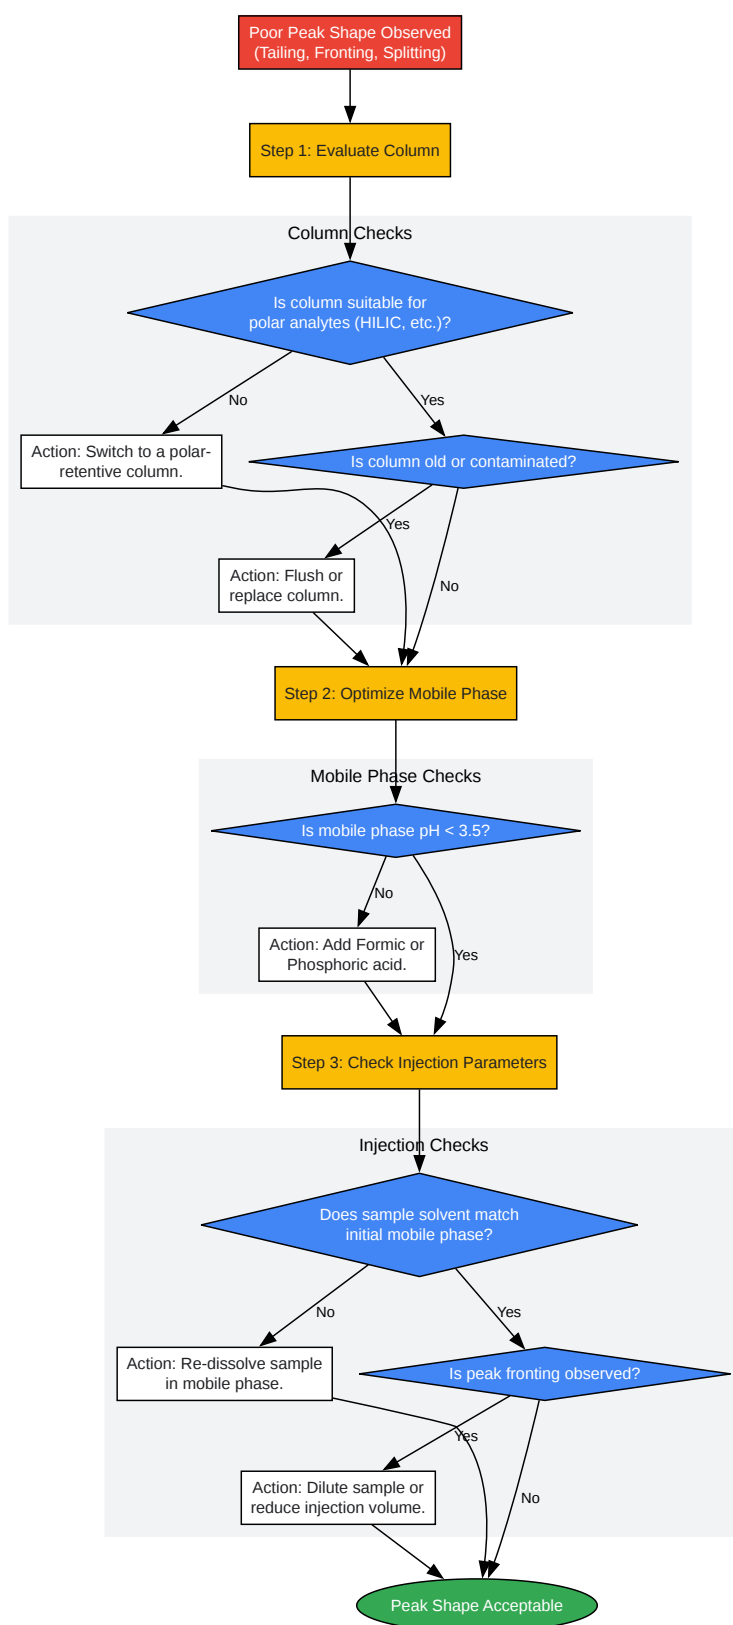 Poor Peak Shape Observed
(Tailing, Fronting, Splitting)
Step 1: Evaluate Column
Column Checks
Is column suitable for
polar analytes (HILIC, etc.)?
No
Yes
Action: Switch to a polar-
retentive column.
Is column old or contaminated?
Yes
Action: Flush or
replace column.
No
Step 2: Optimize Mobile Phase
Mobile Phase Checks
Is mobile phase pH < 3.5?
No
Action: Add Formic or
Phosphoric acid.
Yes
Step 3: Check Injection Parameters
Injection Checks
Does sample solvent match
initial mobile phase?
No
Yes
Action: Re-dissolve sample
in mobile phase.
Is peak fronting observed?
Yes
Action: Dilute sample or
reduce injection volume.
No
Peak Shape Acceptable